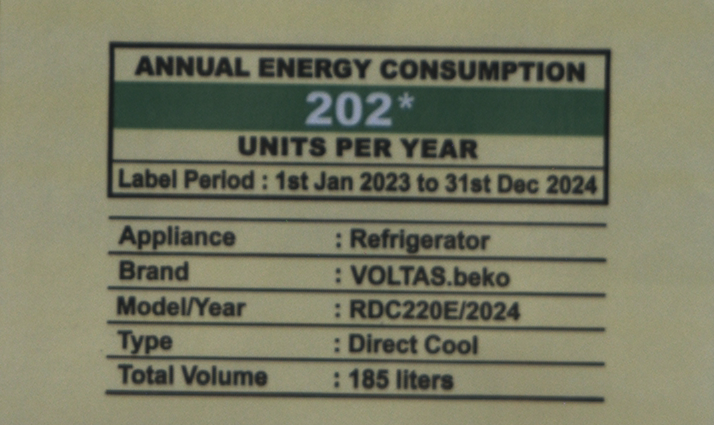 ANNUAL ENERGY CONSUMPTION
202*
UNITS PER YEAR
Label Period : 1st Jan 2023 to 31st Dec 2024
Appliance : Refrigerator
Brand : VOLTAS.beko
Model/Year : RDC220E/2024
Type : Direct Cool
Total Volume : 185 liters